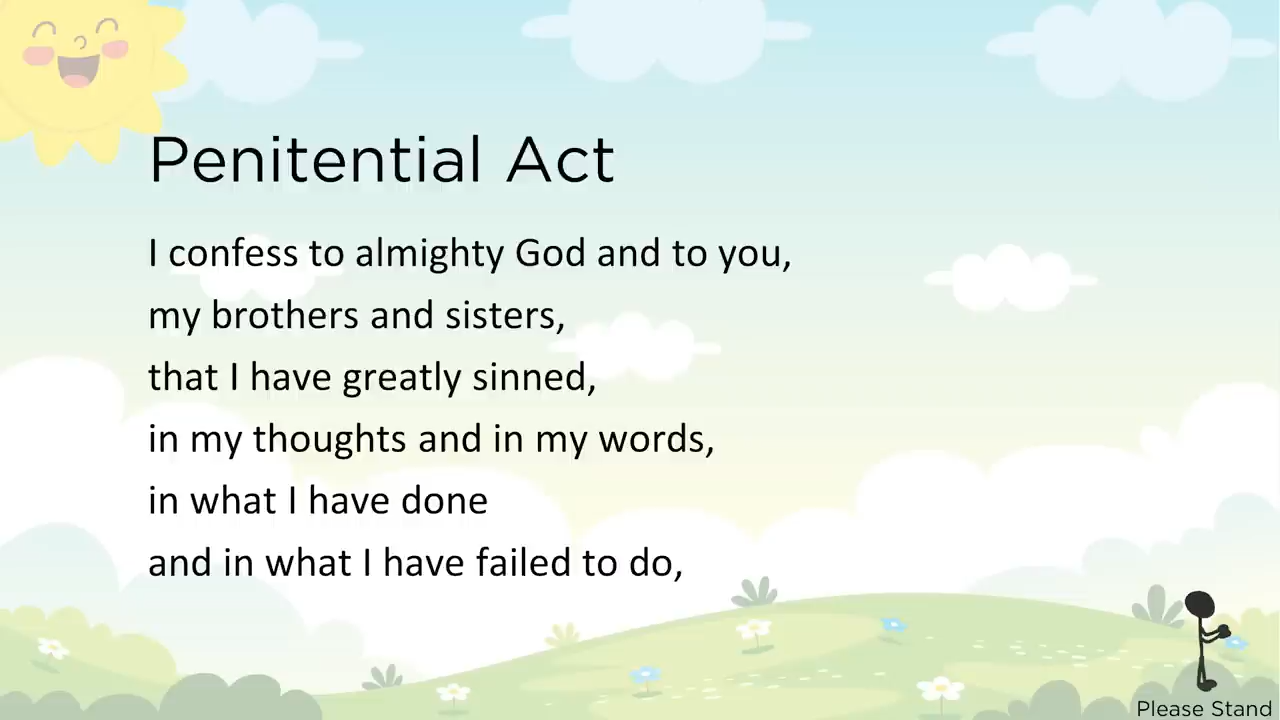 Penitential Act
I confess to almighty God and to you,
my brothers and sisters,
that I have greatly sinned,
in my thoughts and in my words,
in what I have done
and in what I have failed to do,
Please Stand